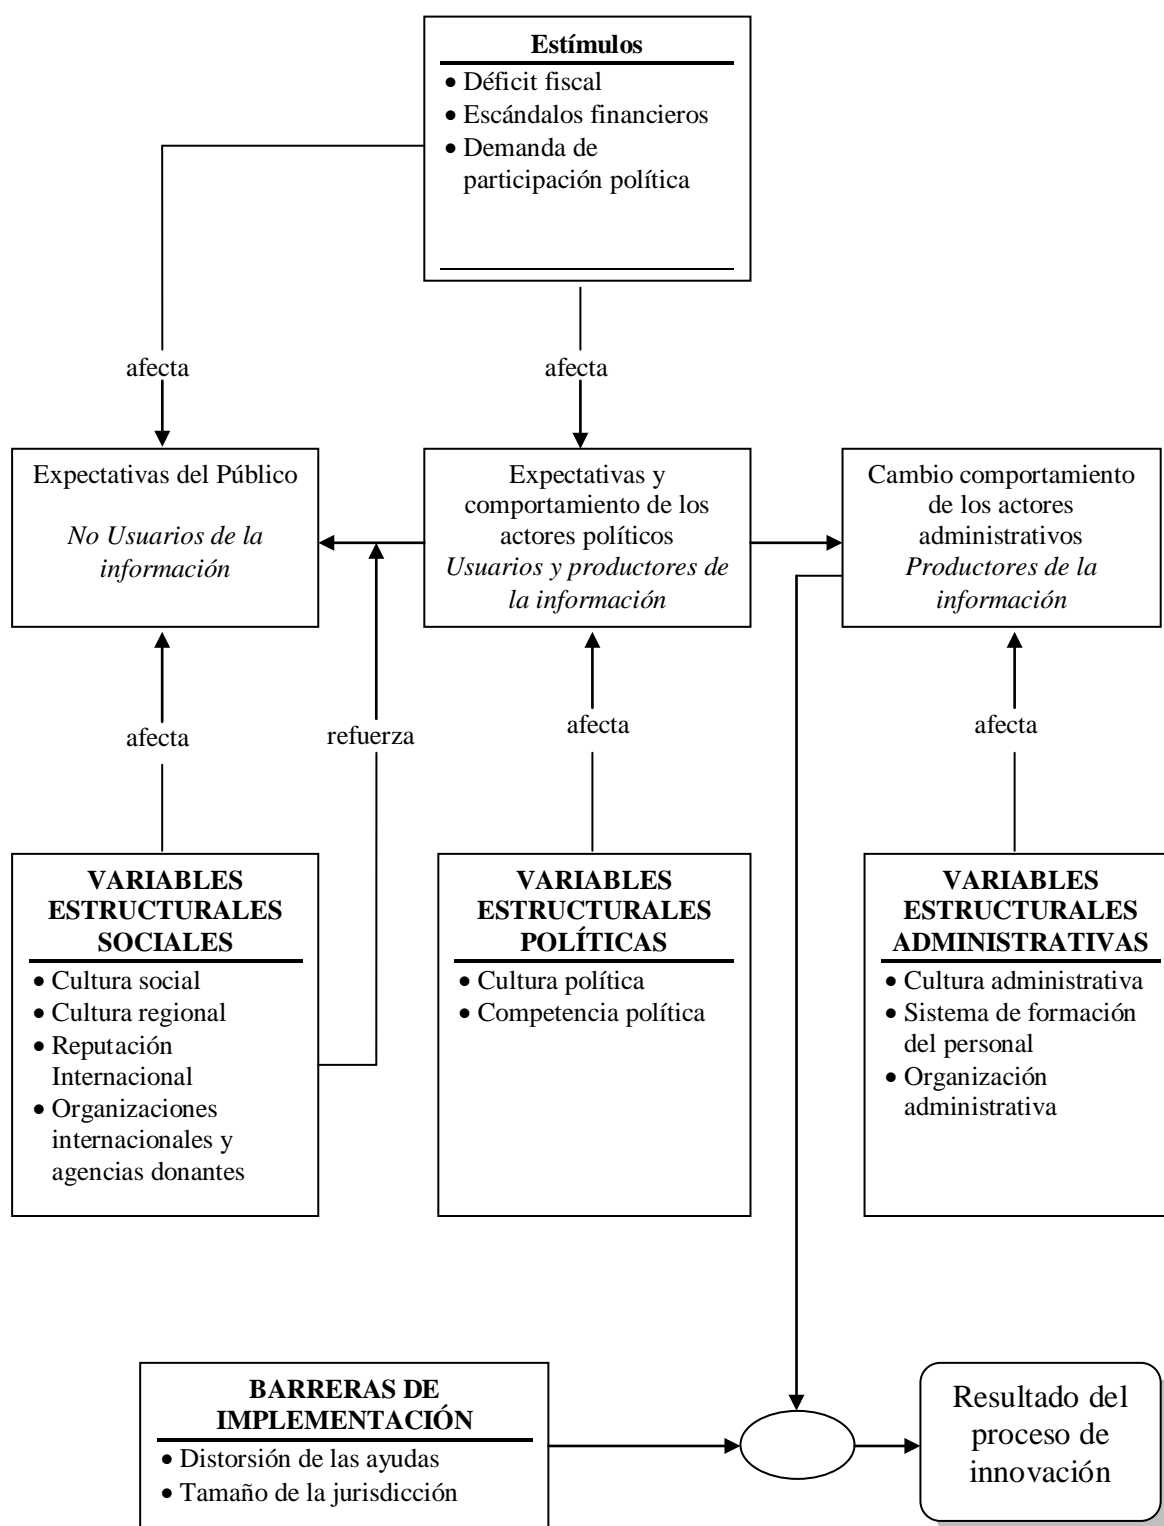 Estímulos
• Déficit fiscal
• Escándalos financieros
• Demanda de
participación política
afecta
afecta
Expectativas del Público
No Usuarios de la
información
Expectativas y
comportamiento de los
actores políticos
Usuarios y productores de
la información
Cambio comportamiento
de los actores
administrativos
Productores de la
información
afecta
refuerza
afecta
afecta
VARIABLES
ESTRUCTURALES
SOCIALES
• Cultura social
• Cultura regional
• Reputación
Internacional
• Organizaciones
internacionales y
agencias donantes
VARIABLES
ESTRUCTURALES
POLÍTICAS
• Cultura política
• Competencia política
VARIABLES
ESTRUCTURALES
ADMINISTRATIVAS
• Cultura administrativa
• Sistema de formación
del personal
• Organización
administrativa
BARRERAS DE
IMPLEMENTACIÓN
• Distorsión de las ayudas
• Tamaño de la jurisdicción
Resultado del
proceso de
innovación